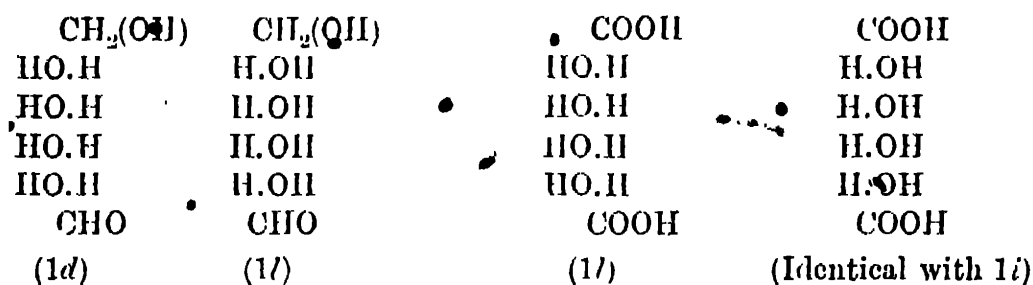 CH₂(OH) CH₂(OH) COOH COOH
HO.H H.OH HO.H H.OH
HO.H H.OH HO.H H.OH
HO.H H.OH HO.H H.OH
HO.H H.OH HO.H H.OH
CHO CHO COOH COOH
(1d) (1l) (1l) (Identical with 1i)